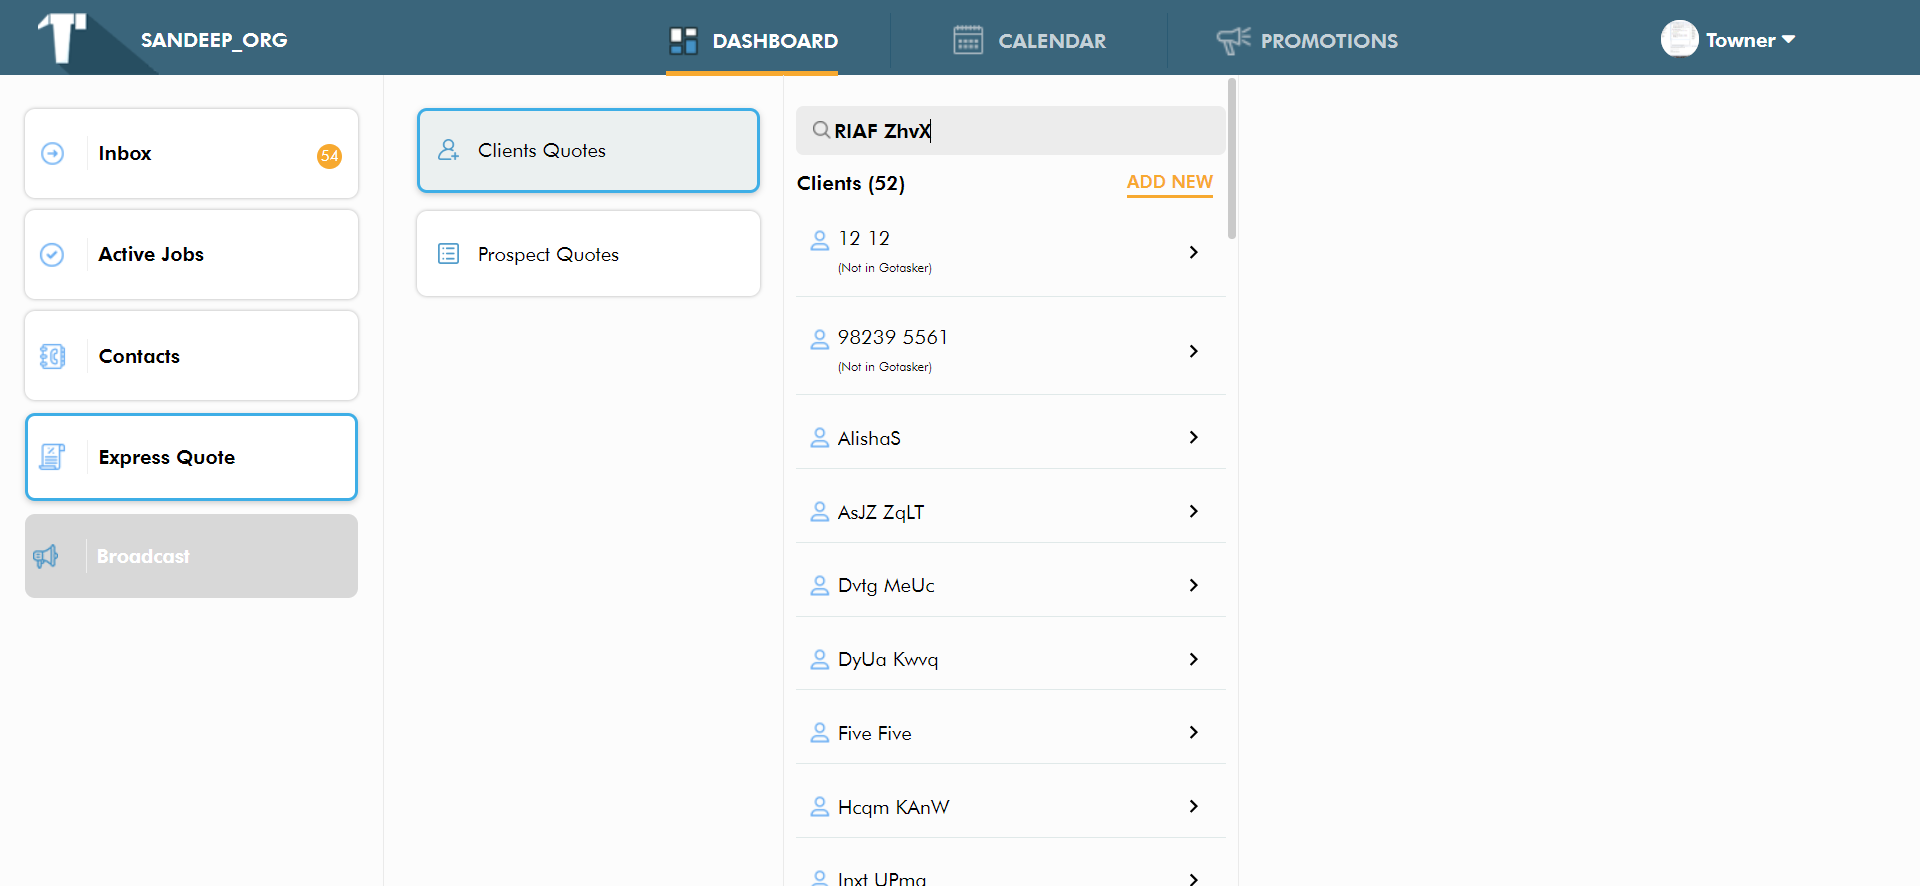 SANDEEP_ORG
DASHBOARD
CALENDAR
PROMOTIONS
Towner
Inbox
54
Active Jobs
Contacts
Express Quote
Broadcast
Clients Quotes
Prospect Quotes
RIAF ZhvX
Clients (52)
ADD NEW
12 12
(Not in Gotasker)
98239 5561
(Not in Gotasker)
AlishaS
AsJZ ZqLT
Dvtg MeUc
DyUa Kwvq
Five Five
Hcqm KAnW
Inxt UPmq